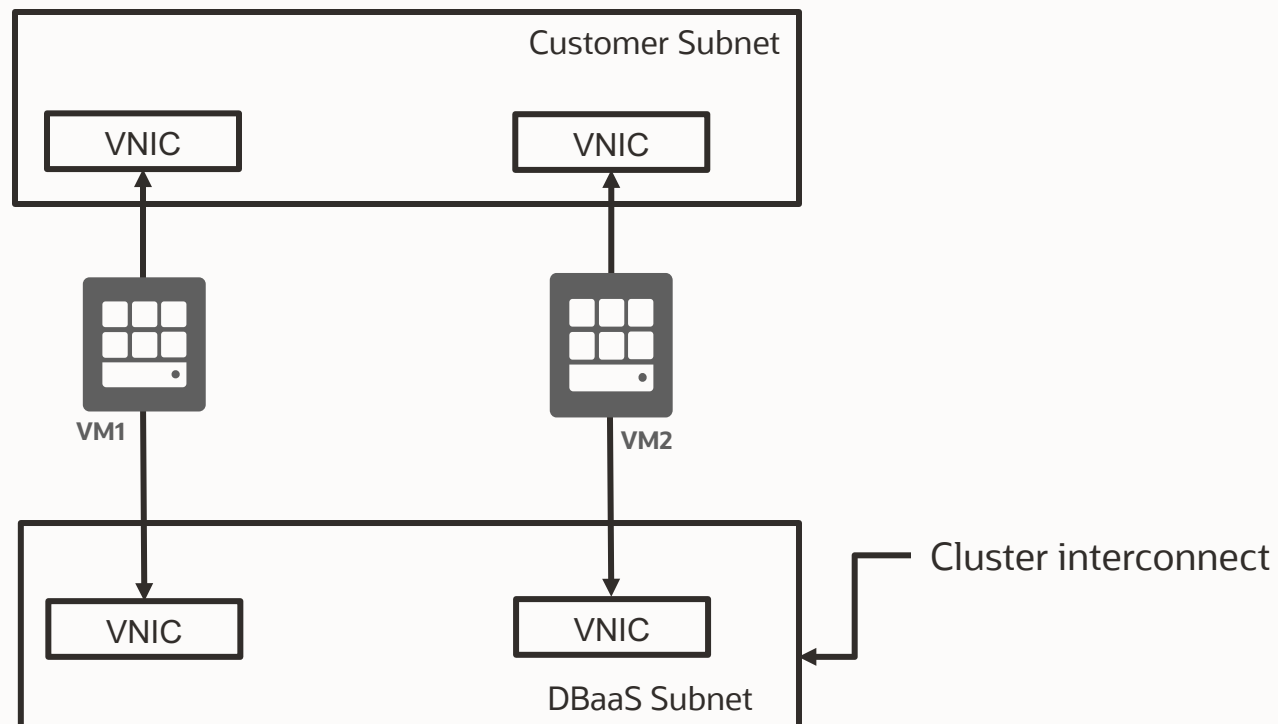 Customer Subnet
VNIC
VNIC
VM1
VM2
Cluster interconnect
VNIC
VNIC
DBaaS Subnet